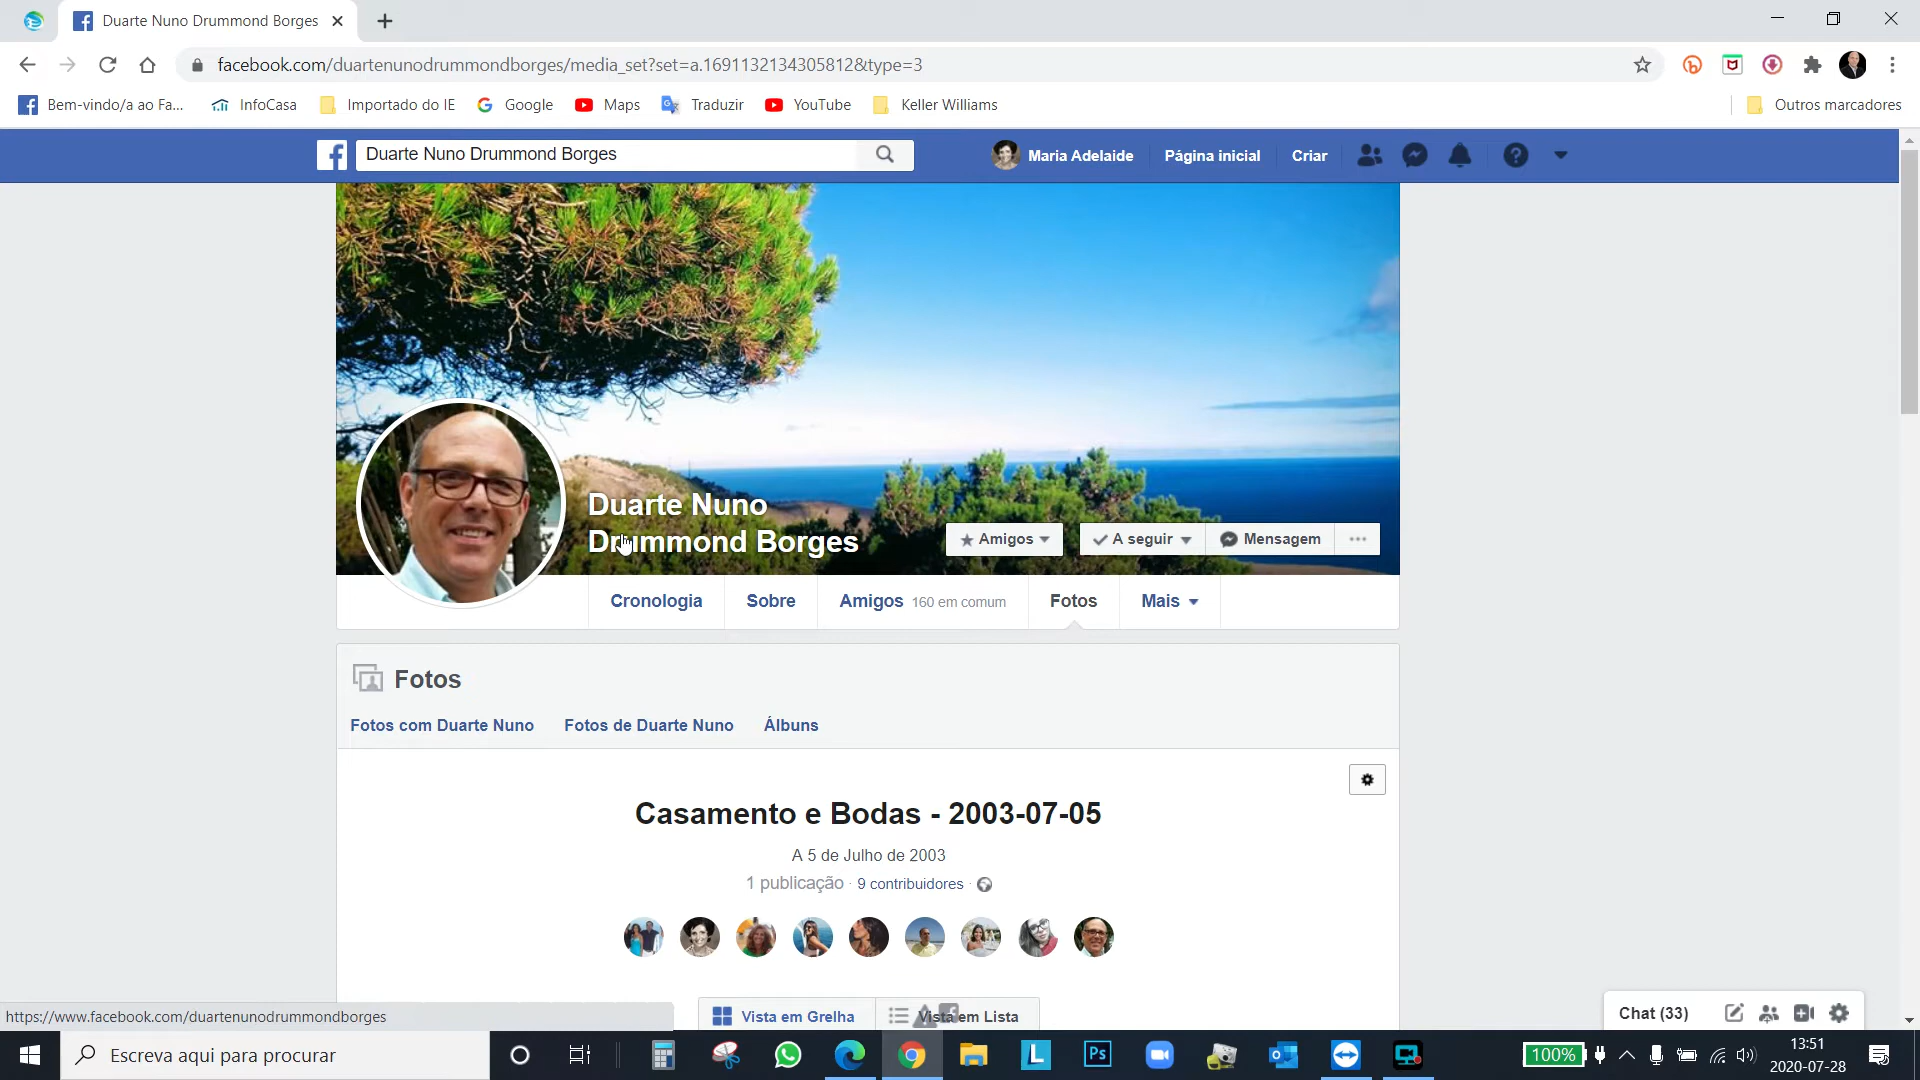 Duarte Nuno Drummond Borges
facebook.com/duartenunodrummondborges/media_set?set=a.1691132134305812&type=3
Bem-vindo/a ao Fa... InfoCasa Importado do IE Google Maps Traduzir YouTube Keller Williams Outros marcadores
Duarte Nuno Drummond Borges Maria Adelaide Página inicial Criar
Duarte Nuno
Drummond Borges
Amigos A seguir Mensagem
Cronologia Sobre Amigos 160 em comum Fotos Mais
Fotos
Fotos com Duarte Nuno Fotos de Duarte Nuno Álbuns
Casamento e Bodas - 2003-07-05
A 5 de Julho de 2003
1 publicação · 9 contribuidores ·
Vista em Grelha Vista em Lista
Chat (33)
https://www.facebook.com/duartenunodrummondborges
Escreva aqui para procurar
L
Ps
100%
13:51
2020-07-28